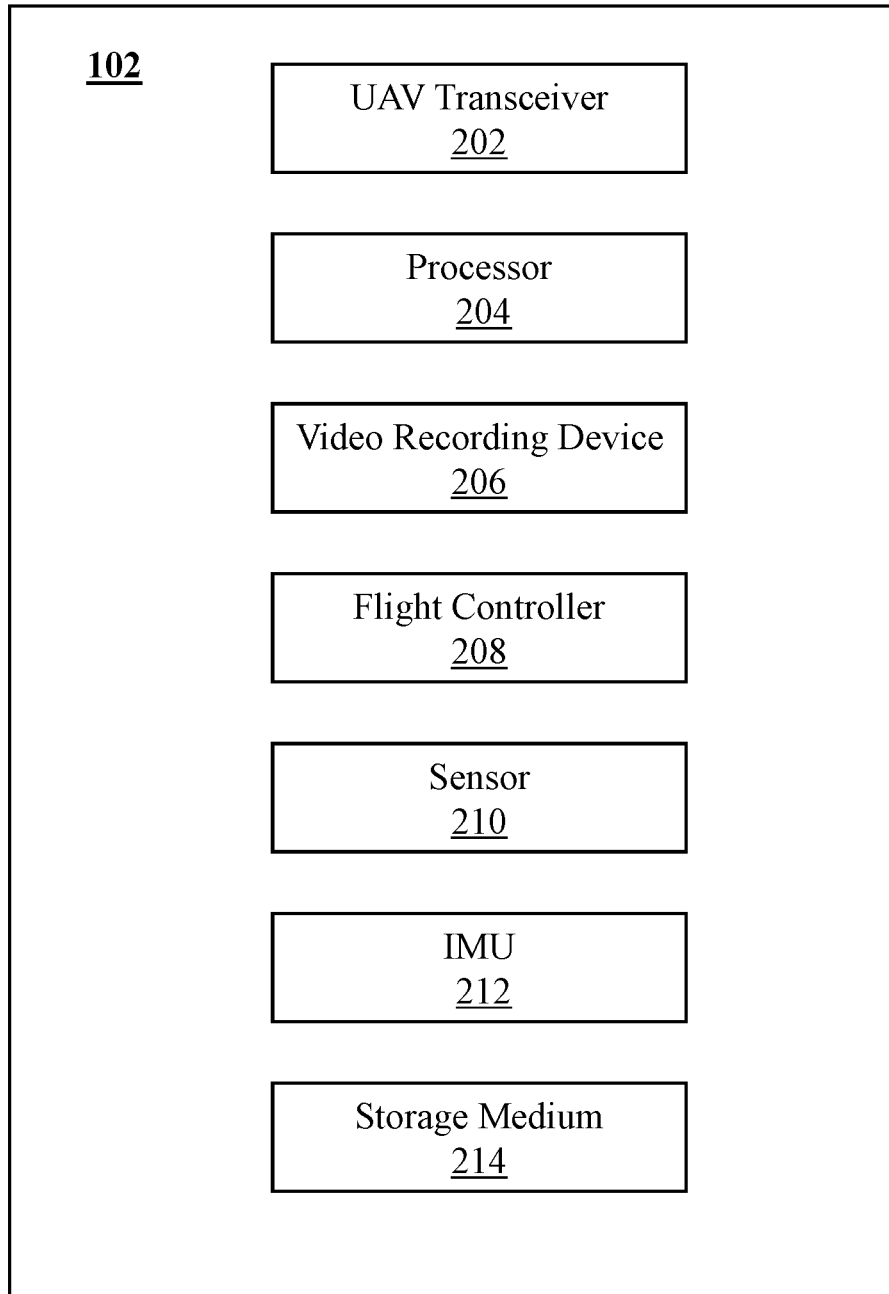 102
UAV Transceiver
202
Processor
204
Video Recording Device
206
Flight Controller
208
Sensor
210
IMU
212
Storage Medium
214